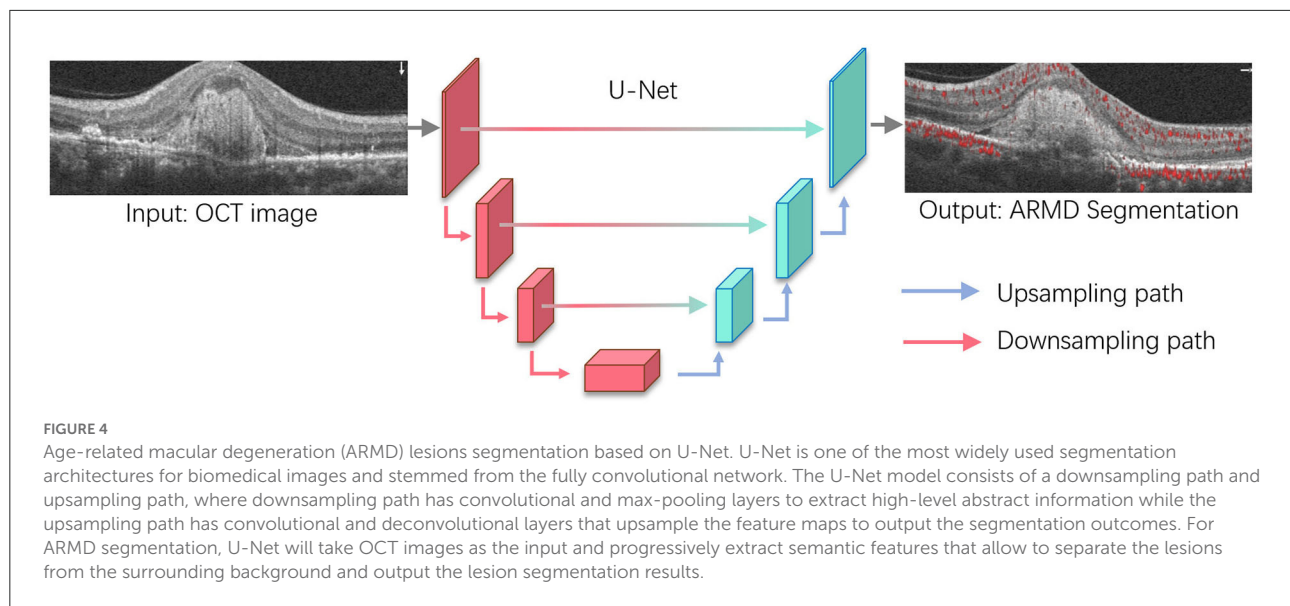 U-Net
Input: OCT image
Output: ARMD Segmentation
Upsampling path
Downsampling path
FIGURE 4
Age-related macular degeneration (ARMD) lesions segmentation based on U-Net. U-Net is one of the most widely used segmentation
architectures for biomedical images and stemmed from the fully convolutional network. The U-Net model consists of a downsampling path and
upsampling path, where downsampling path has convolutional and max-pooling layers to extract high-level abstract information while the
upsampling path has convolutional and deconvolutional layers that upsample the feature maps to output the segmentation outcomes. For
ARMD segmentation, U-Net will take OCT images as the input and progressively extract semantic features that allow to separate the lesions
from the surrounding background and output the lesion segmentation results.